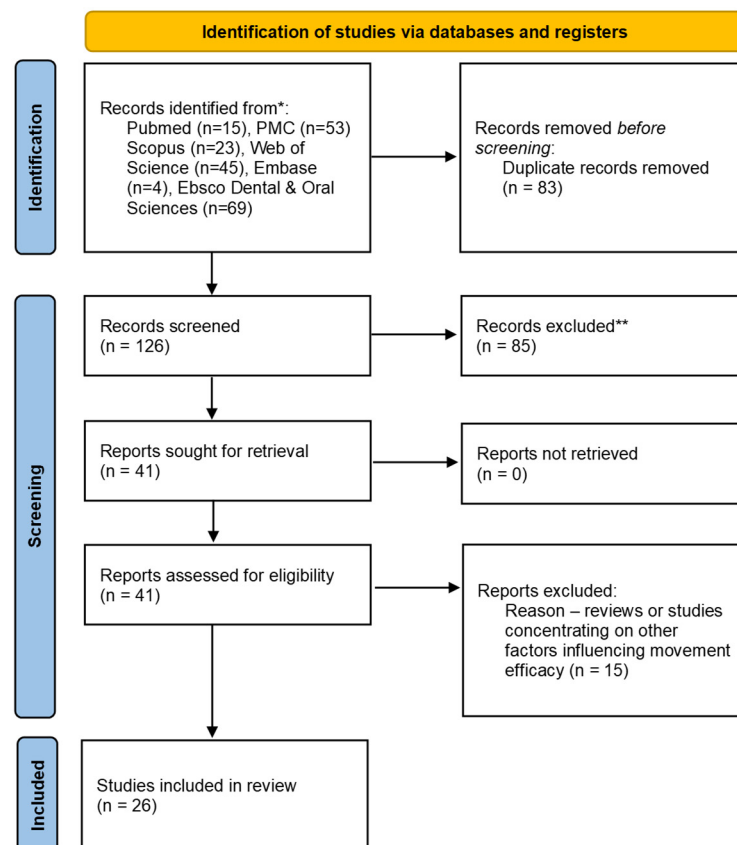 Identification of studies via databases and registers
Identification
Records identified from*:
Pubmed (n=15), PMC (n=53)
Scopus (n=23), Web of
Science (n=45), Embase
(n=4), Ebsco Dental & Oral
Sciences (n=69)
Records removed before
screening:
Duplicate records removed
(n = 83)
Screening
Records screened
(n = 126)
Records excluded**
(n = 85)
Reports sought for retrieval
(n = 41)
Reports not retrieved
(n = 0)
Reports assessed for eligibility
(n = 41)
Reports excluded:
Reason – reviews or studies
concentrating on other
factors influencing movement
efficacy (n = 15)
Included
Studies included in review
(n = 26)